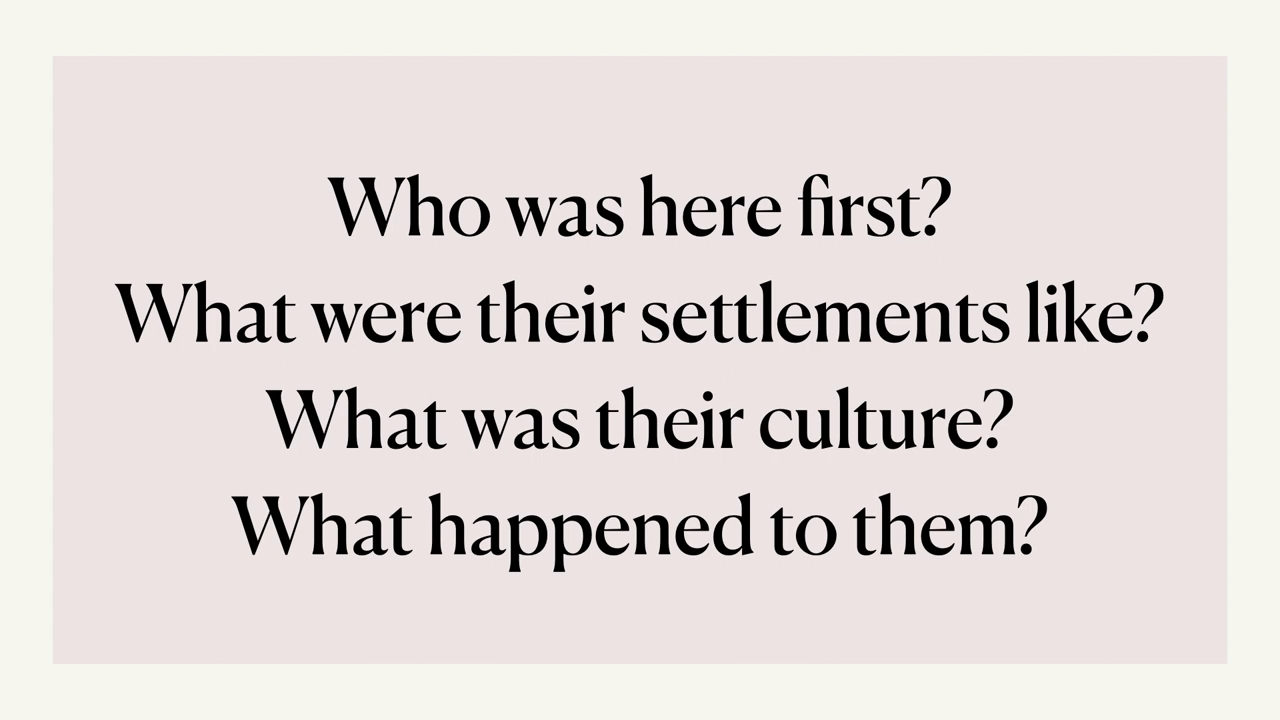 Who was here first?
What were their settlements like?
What was their culture?
What happened to them?